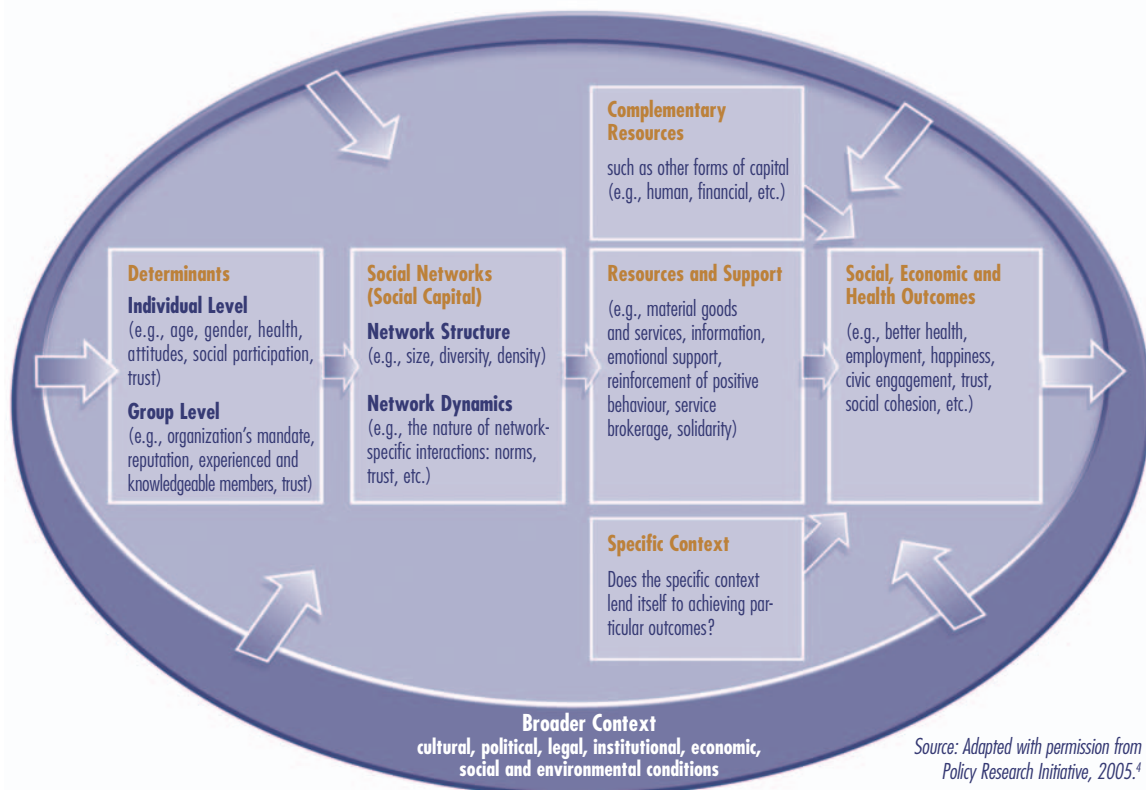 Complementary
Resources
such as other forms of capital
(e.g., human, financial, etc.)
Determinants
Individual Level
(e.g., age, gender, health,
attitudes, social participation,
trust)
Group Level
(e.g., organization's mandate,
reputation, experienced and
knowledgeable members, trust)
Social Networks
(Social Capital)
Network Structure
(e.g., size, diversity, density)
Network Dynamics
(e.g., the nature of network-
specific interactions: norms,
trust, etc.)
Resources and Support
(e.g., material goods
and services, information,
emotional support,
reinforcement of positive
behaviour, service
brokerage, solidarity)
Social, Economic and
Health Outcomes
(e.g., better health,
employment, happiness,
civic engagement, trust,
social cohesion, etc.)
Specific Context
Does the specific context
lend itself to achieving par-
ticular outcomes?
Broader Context
cultural, political, legal, institutional, economic,
social and environmental conditions
Source: Adapted with permission from
Policy Research Initiative, 2005.⁴